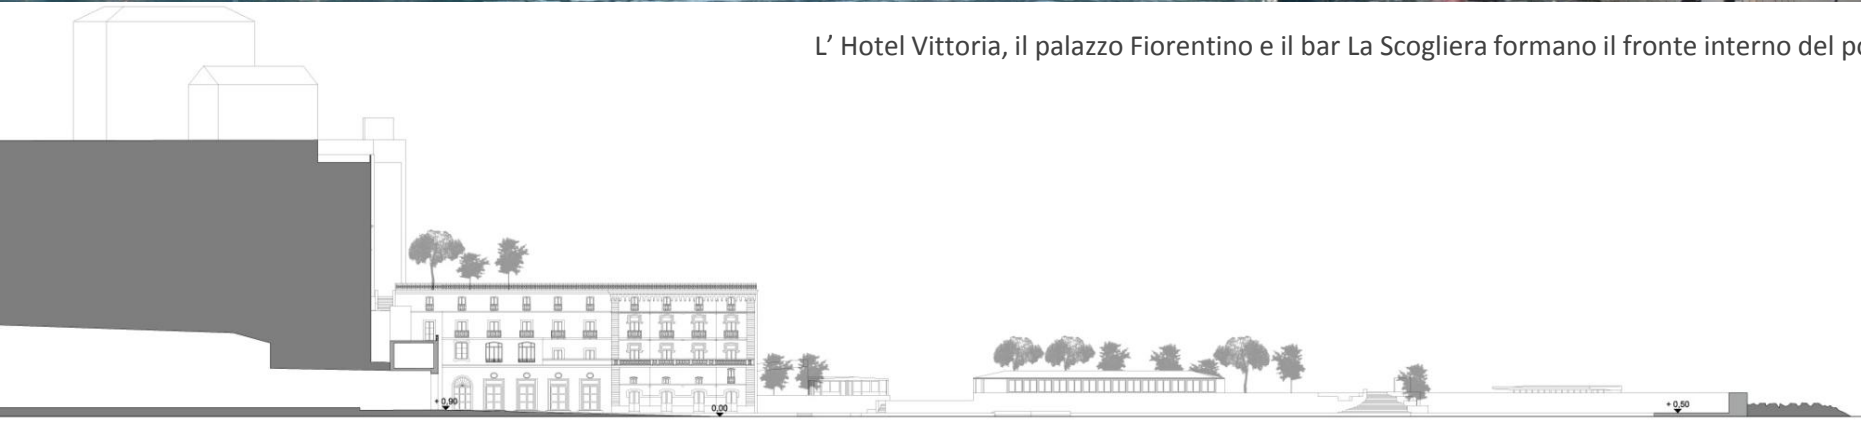 L’ Hotel Vittoria, il palazzo Fiorentino e il bar La Scogliera formano il fronte interno del
+ 0,90
0,00
+ 0,50